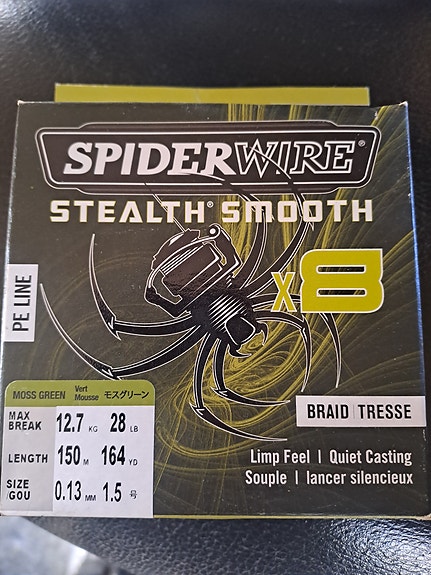 SPIDERWIRE®
STEALTH® SMOOTH
x8
PE LINE
MOSS GREEN Vert Mousse モスグリーン
MAX BREAK 12.7 KG 28 LB
LENGTH 150 M 164 YD
SIZE/GOU 0.13 MM 1.5 号
BRAID | TRESSE
Limp Feel | Quiet Casting
Souple | lancer silencieux